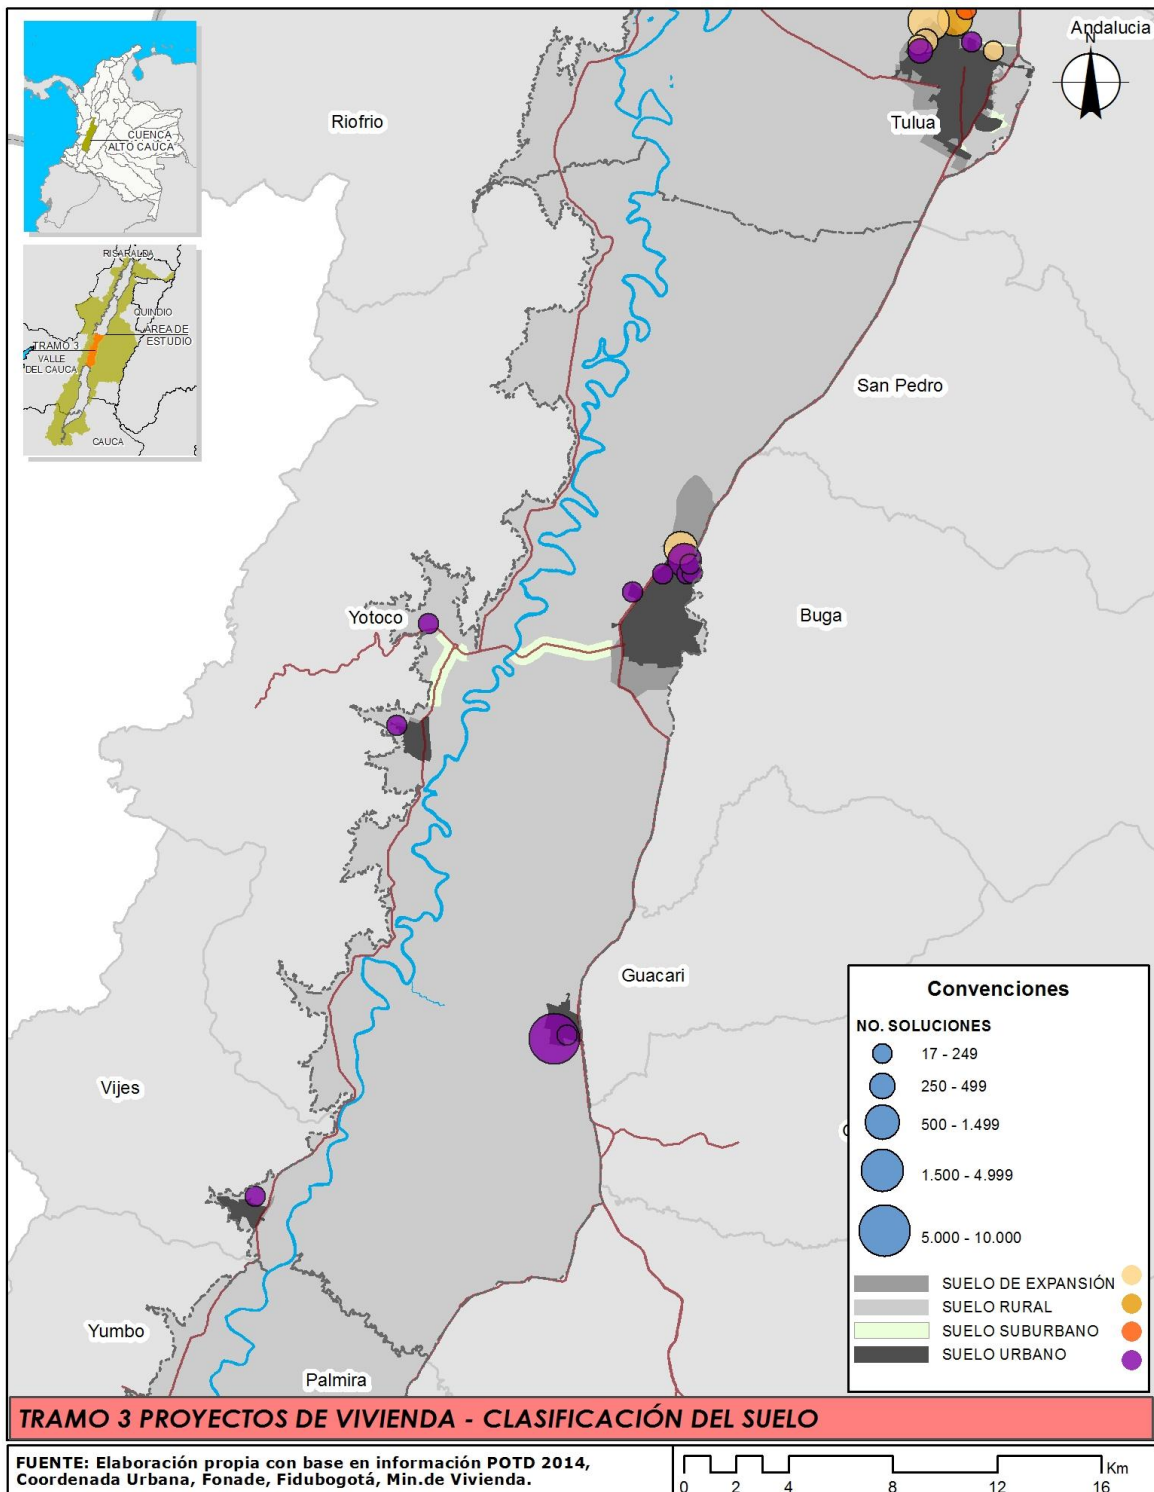 CUENCA
ALTO CAUCA
RISARALDA
QUINDIO
AREA DE
ESTUDIO
TRAMO 3
VALLE
DEL CAUCA
CAUCA
Andalucia
N
Riofrio
Tulua
San Pedro
Yotoco
Buga
Guacari
Vijes
Yumbo
Palmira
Convenciones
NO. SOLUCIONES
17 - 249
250 - 499
500 - 1.499
1.500 - 4.999
5.000 - 10.000
SUELO DE EXPANSIÓN
SUELO RURAL
SUELO SUBURBANO
SUELO URBANO
TRAMO 3 PROYECTOS DE VIVIENDA - CLASIFICACIÓN DEL SUELO
FUENTE: Elaboración propia con base en información POTD 2014,
Coordenada Urbana, Fonade, Fidubogotá, Min.de Vivienda.
Km
0 2 4 8 12 16